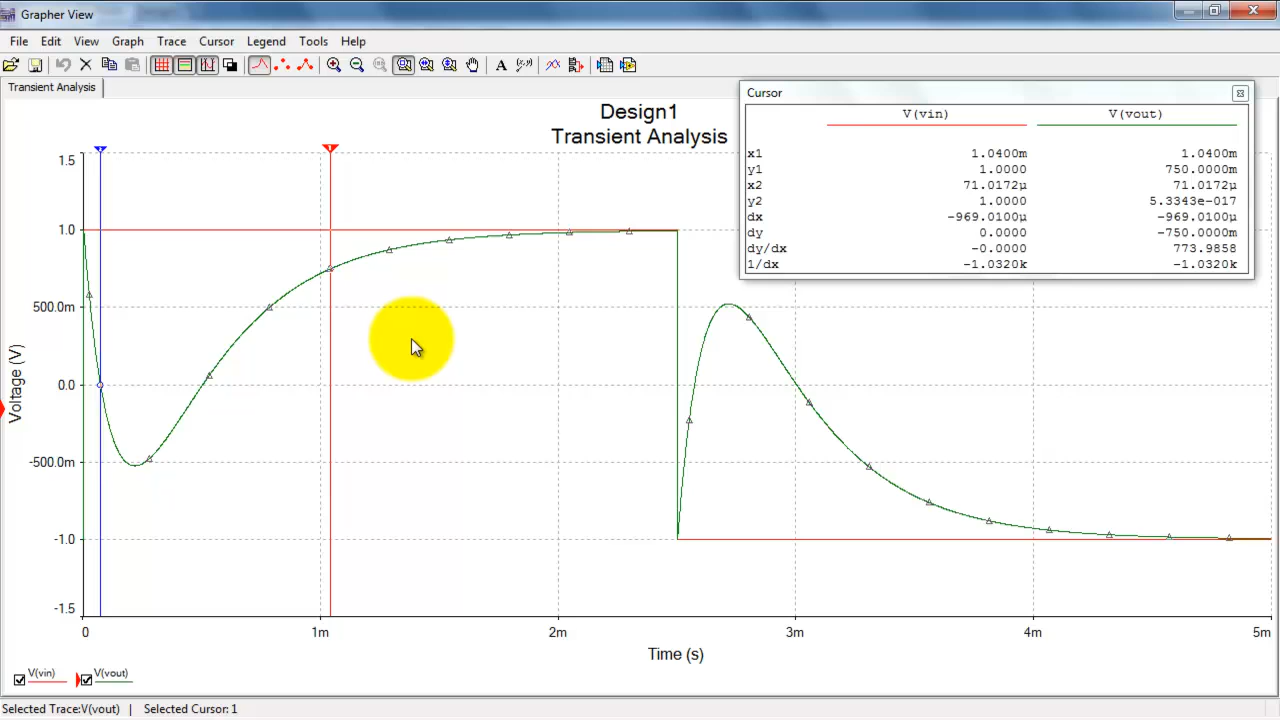 Grapher View
File Edit View Graph Trace Cursor Legend Tools Help
A
Transient Analysis
Design1
Transient Analysis
Cursor
V(vin) V(vout)
x1 1.0400m 1.0400m
y1 1.0000 750.0000m
x2 71.0172µ 71.0172µ
y2 1.0000 5.3343e-017
dx -969.0100µ -969.0100µ
dy 0.0000 -750.0000m
dy/dx -0.0000 773.9858
1/dx -1.0320k -1.0320k
1.5
1.0
500.0m
0.0
-500.0m
-1.0
-1.5
Voltage (V)
0 1m 2m 3m 4m 5m
Time (s)
V(vin) V(vout)
Selected Trace:V(vout) | Selected Cursor:1